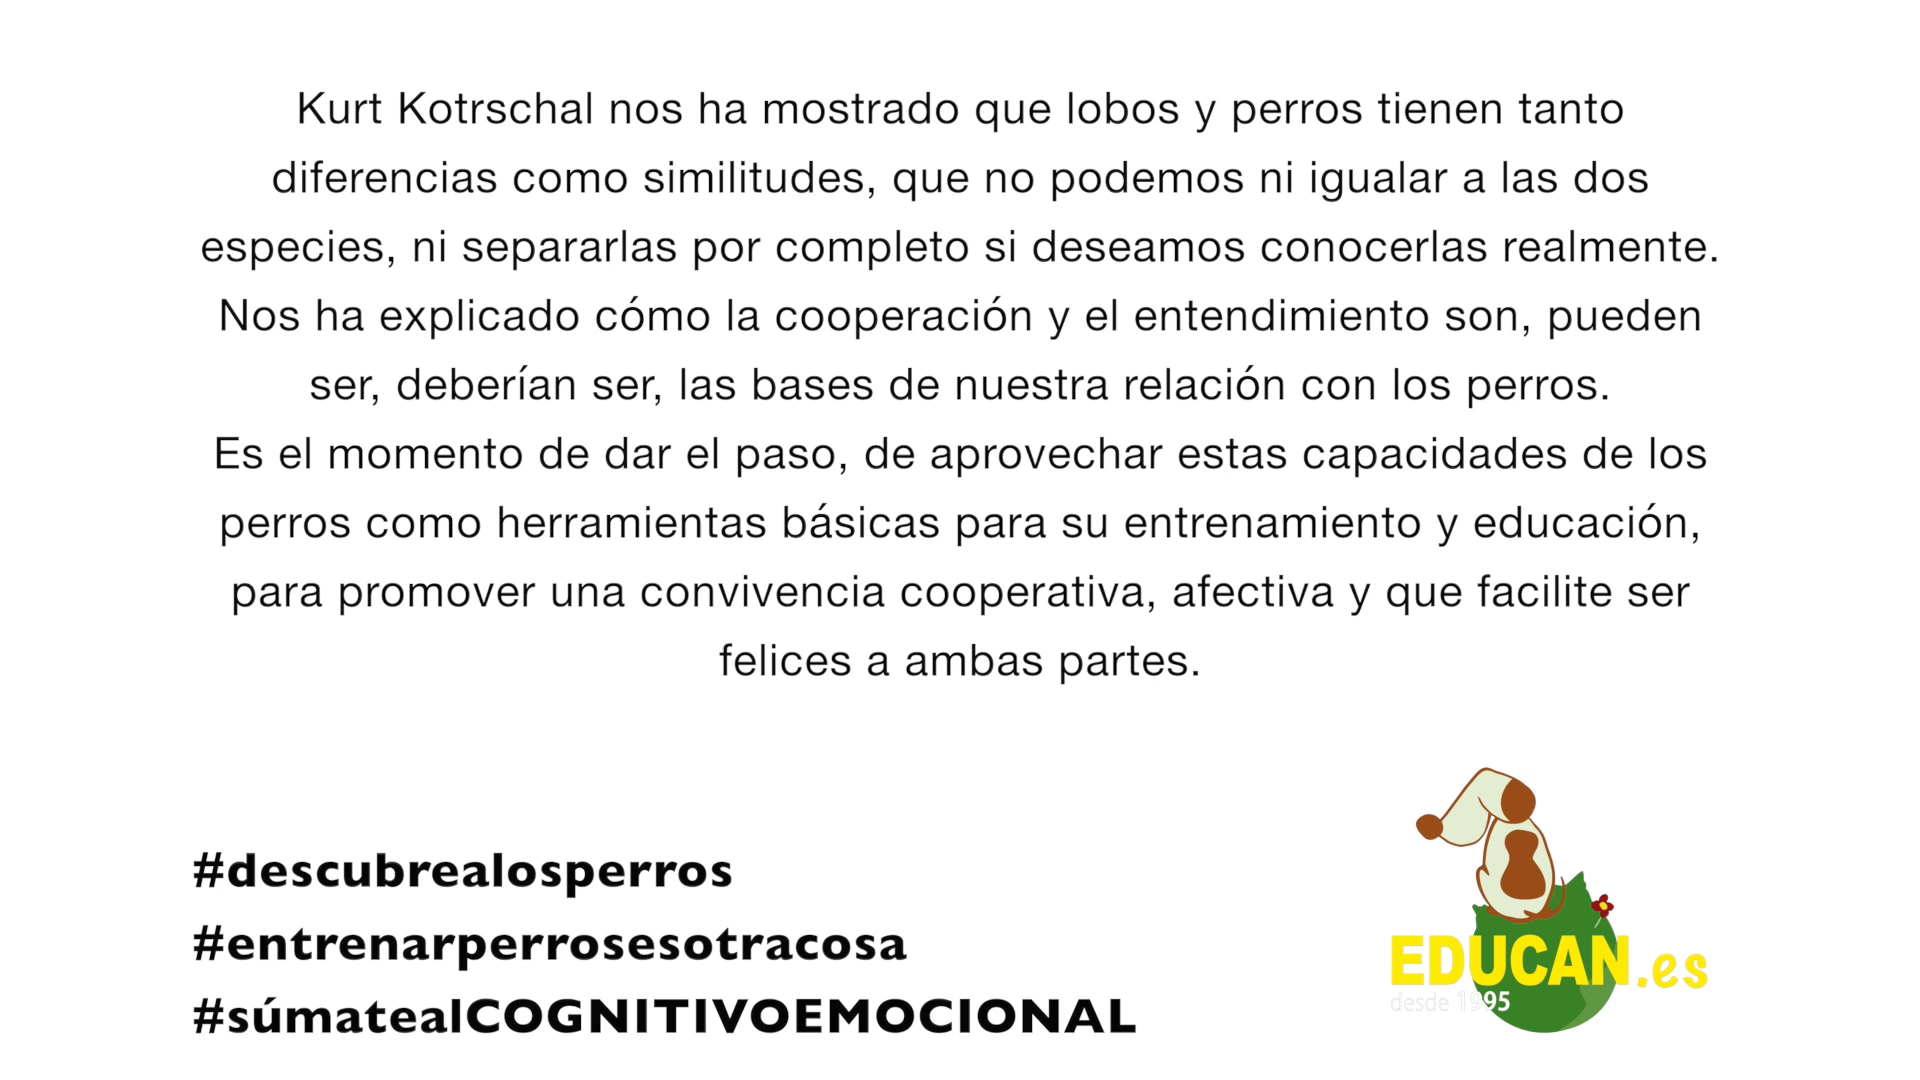 Kurt Kotrschal nos ha mostrado que lobos y perros tienen tanto
diferencias como similitudes, que no podemos ni igualar a las dos
especies, ni separarlas por completo si deseamos conocerlas realmente.
Nos ha explicado cómo la cooperación y el entendimiento son, pueden
ser, deberían ser, las bases de nuestra relación con los perros.
Es el momento de dar el paso, de aprovechar estas capacidades de los
perros como herramientas básicas para su entrenamiento y educación,
para promover una convivencia cooperativa, afectiva y que facilite ser
felices a ambas partes.
#descubrealosperros
#entrenarperrosesotracosa
#súmatealCOGNITIVOEMOCIONAL
EDUCAN.es
desde 1995